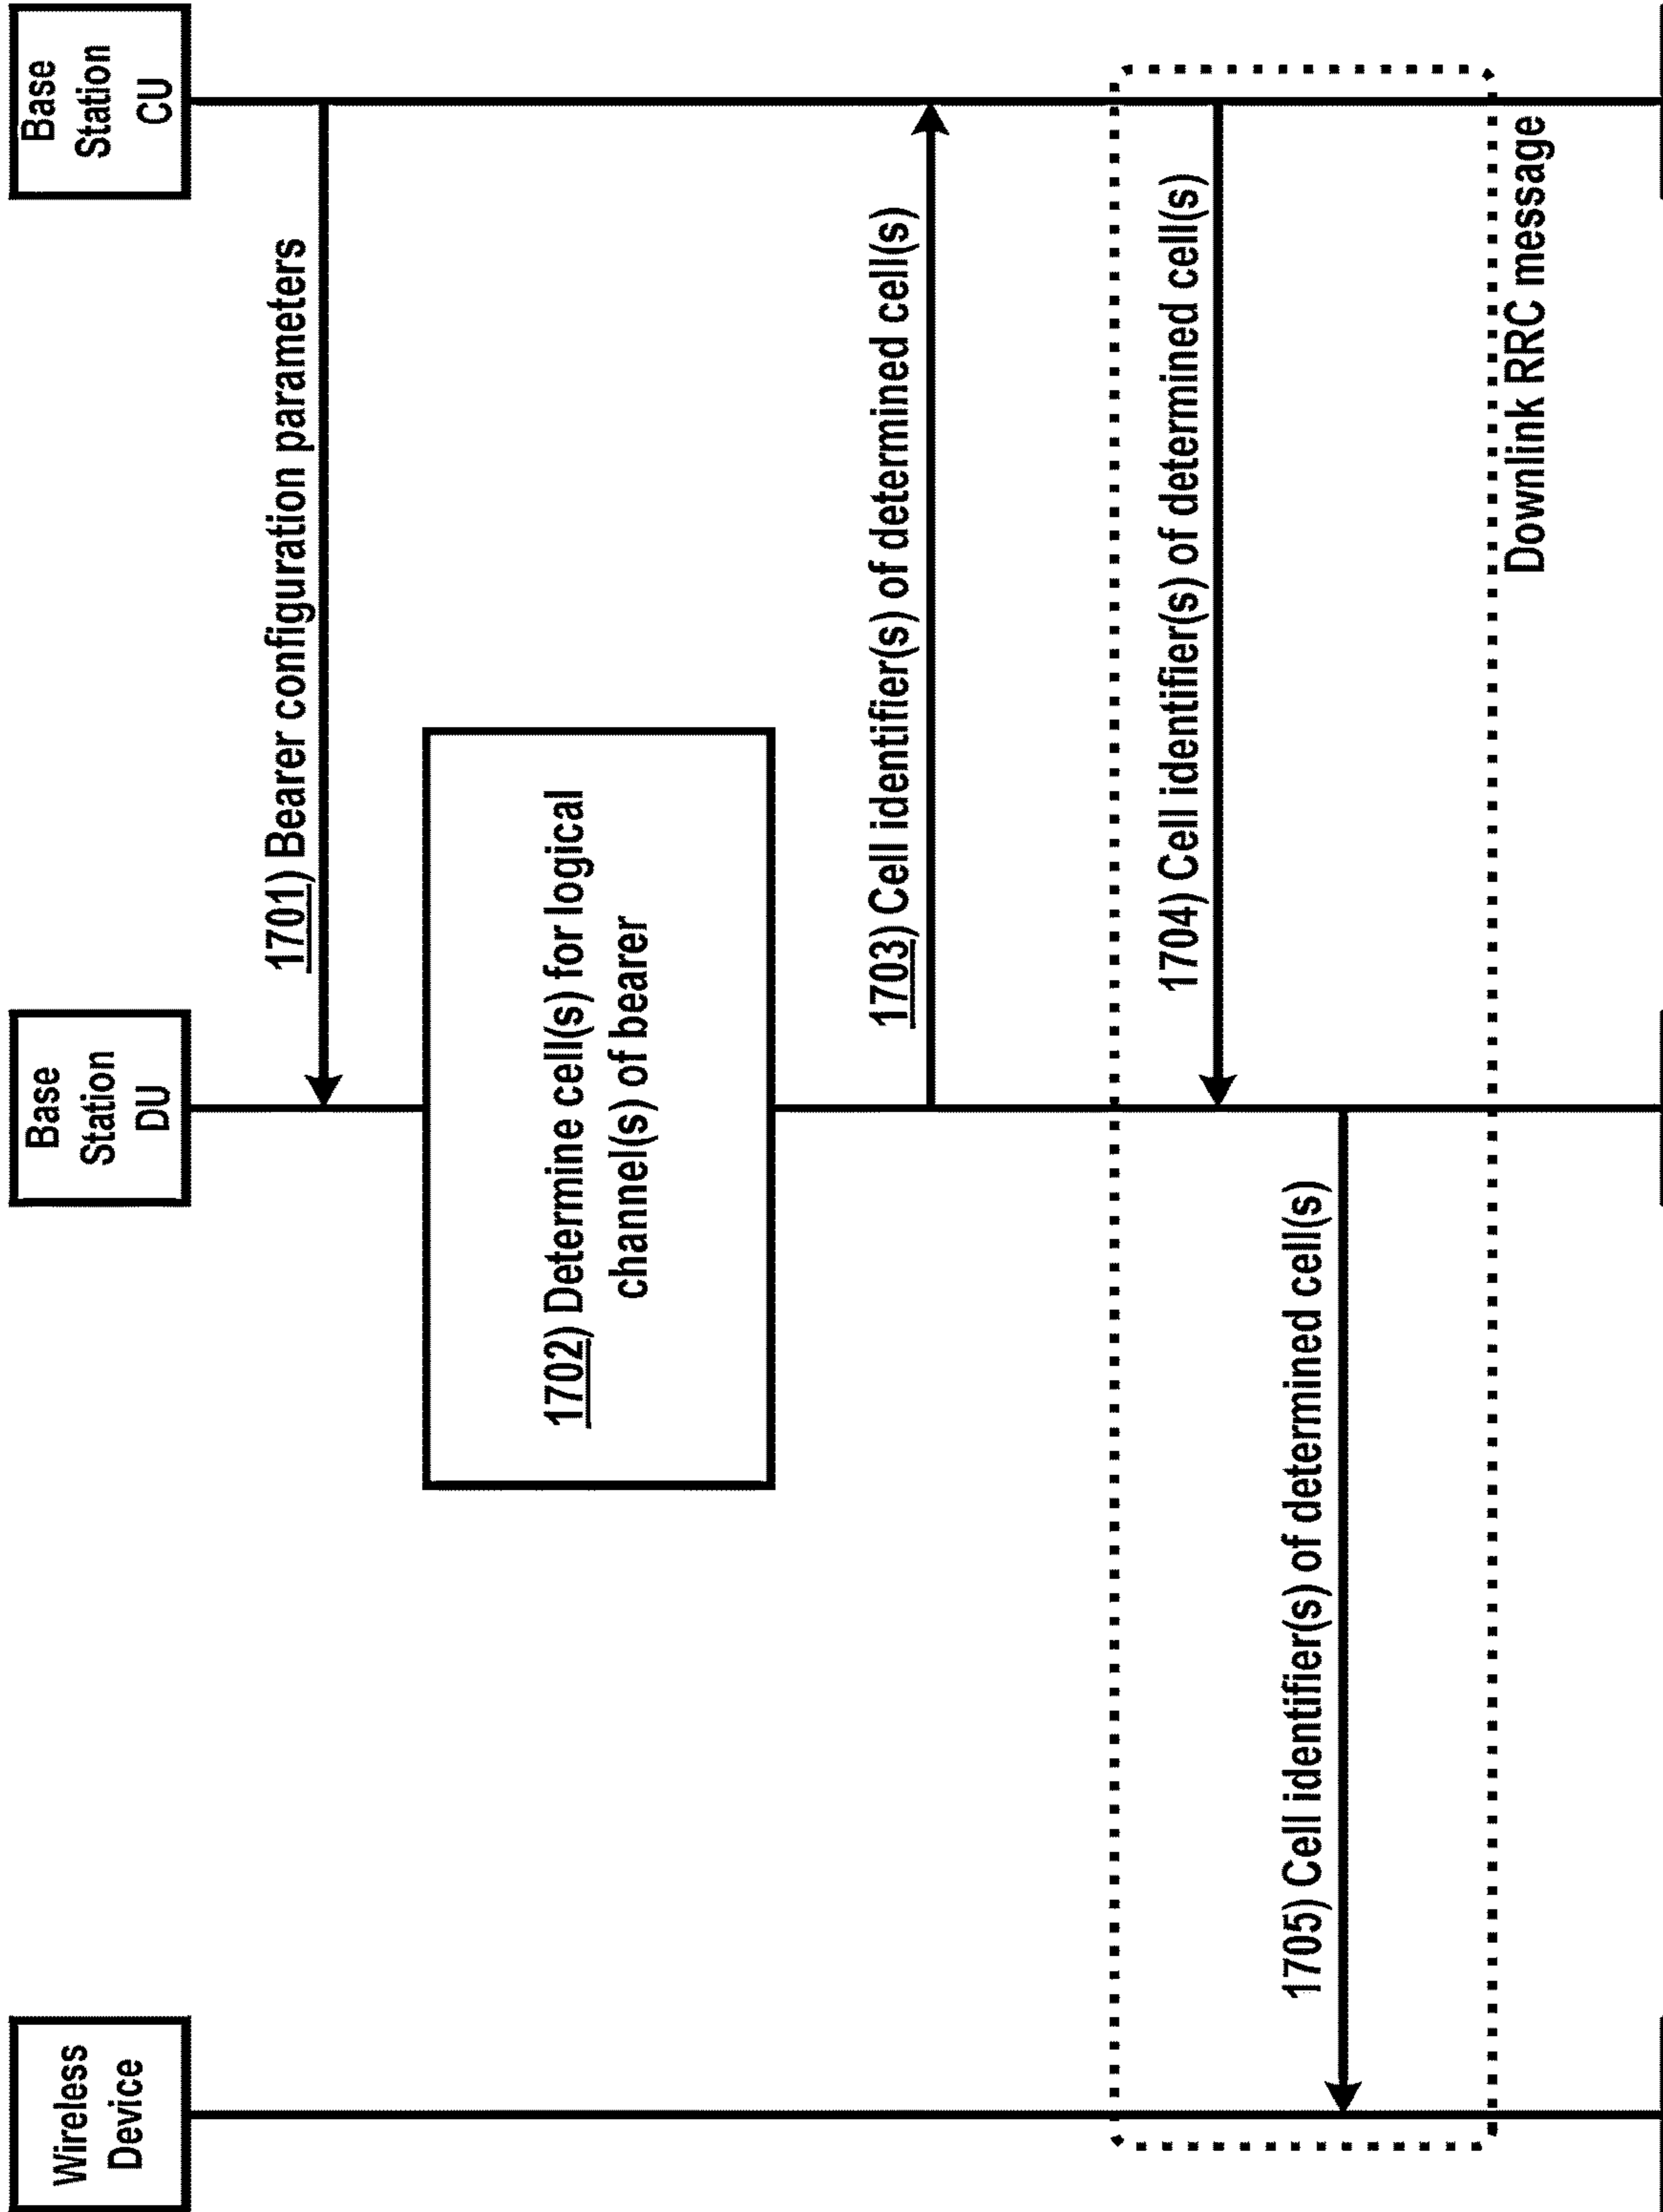 Wireless
Device
Base
Station
DU
Base
Station
CU
1701) Bearer configuration parameters
1702) Determine cell(s) for logical
channel(s) of bearer
1703) Cell identifier(s) of determined cell(s)
1704) Cell identifier(s) of determined cell(s)
1705) Cell identifier(s) of determined cell(s)
Downlink RRC message